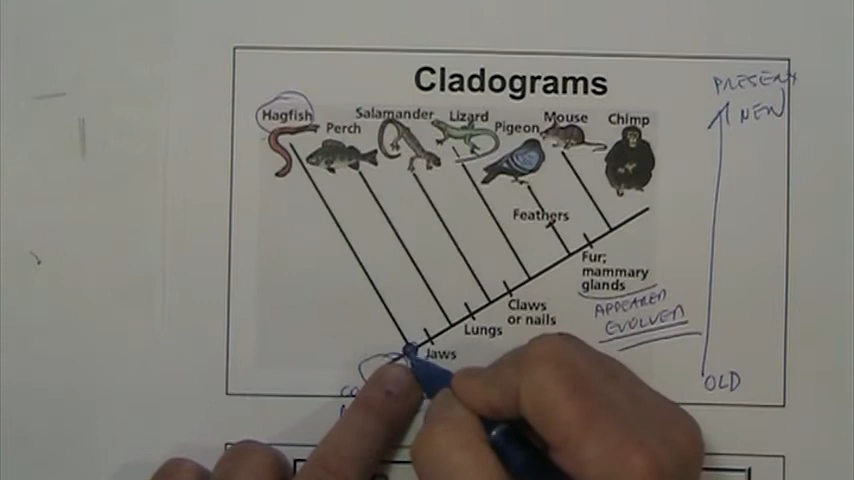 Cladograms
PRESENT
NEW
Hagfish
Perch
Salamander
Lizard
Pigeon
Mouse
Chimp
Feathers
Fur;
mammary
glands
APPEARED
EVOLVED
Claws
or nails
Lungs
Jaws
OLD